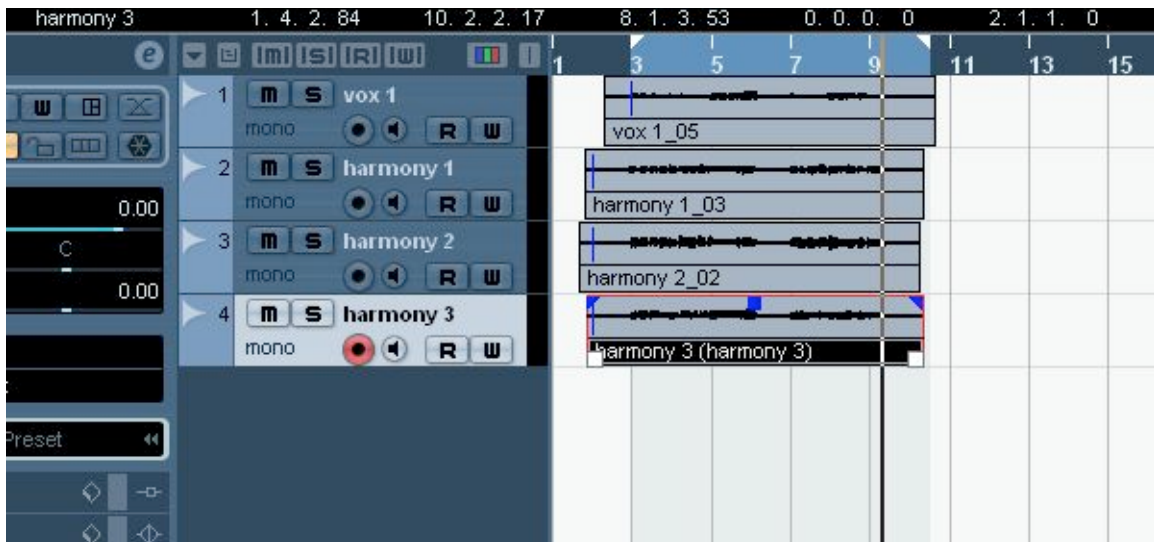 harmony 3 1. 4. 2. 84 10. 2. 2. 17 8. 1. 3. 53 0. 0. 0. 0 2. 1. 1. 0
e m S R W 1 3 5 7 9 11 13 15
W
1 m S vox 1
mono R W
vox 1_05
2 m S harmony 1
mono R W
harmony 1_03
0.00
C
3 m S harmony 2
mono R W
harmony 2_02
0.00
4 m S harmony 3
mono R W
harmony 3 (harmony 3)
Preset